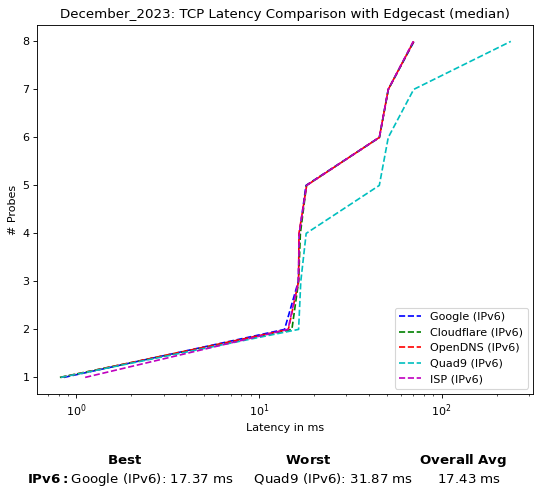 December_2023: TCP Latency Comparison with Edgecast (median)
8
7
6
5
4
3
2
1
# Probes
Google (IPv6)
Cloudflare (IPv6)
OpenDNS (IPv6)
Quad9 (IPv6)
ISP (IPv6)
10⁰ 10¹ 10²
Latency in ms
Best Worst Overall Avg
IPv6: Google (IPv6): 17.37 ms Quad9 (IPv6): 31.87 ms 17.43 ms